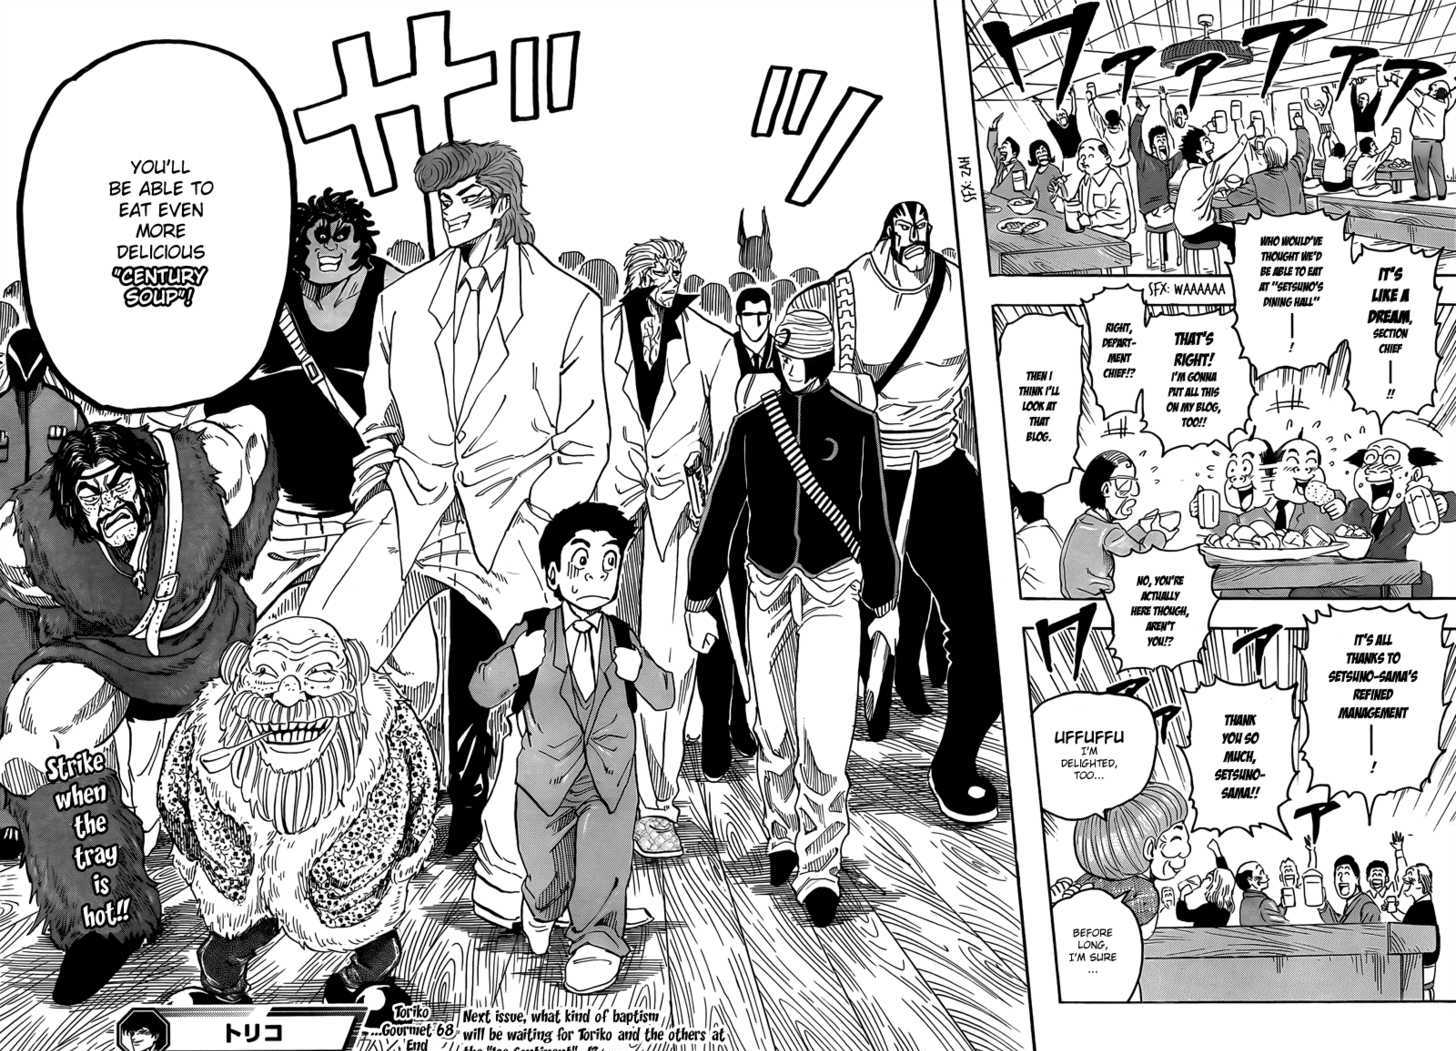 ワァァァァァ
SFX: WAAAAAA
IT'S
LIKE A
DREAM,
SECTION
CHIEF
—
!!
WHO WOULD'VE
THOUGHT WE'D
BE ABLE TO EAT
AT "SETSUNO'S
DINING HALL"
—
!
THAT'S
RIGHT!
I'M GONNA
PUT ALL THIS
ON MY BLOG,
TOO!!
RIGHT,
DEPART-
MENT
CHIEF!?
THEN I
THINK I'LL
LOOK AT
THAT
BLOG.
NO, YOU'RE
ACTUALLY
HERE THOUGH,
AREN'T
YOU!?
IT'S ALL
THANKS TO
SETSUNO-SAMA'S
REFINED
MANAGEMENT
—
!
THANK
YOU SO
MUCH,
SETSUNO-
SAMA!!
ワァァァァ
UFFUFFU
I'M
DELIGHTED,
TOO...
BEFORE
LONG,
I'M SURE
...
ザッ
SFX: ZAH
YOU'LL
BE ABLE TO
EAT EVEN
MORE
DELICIOUS
"CENTURY
SOUP"!
Strike
when
the
tray
is
hot!!
トリコ
Toriko
...Gourmet 68
End
Next issue, what kind of baptism
will be waiting for Toriko and the others at
the "Ice Continent"